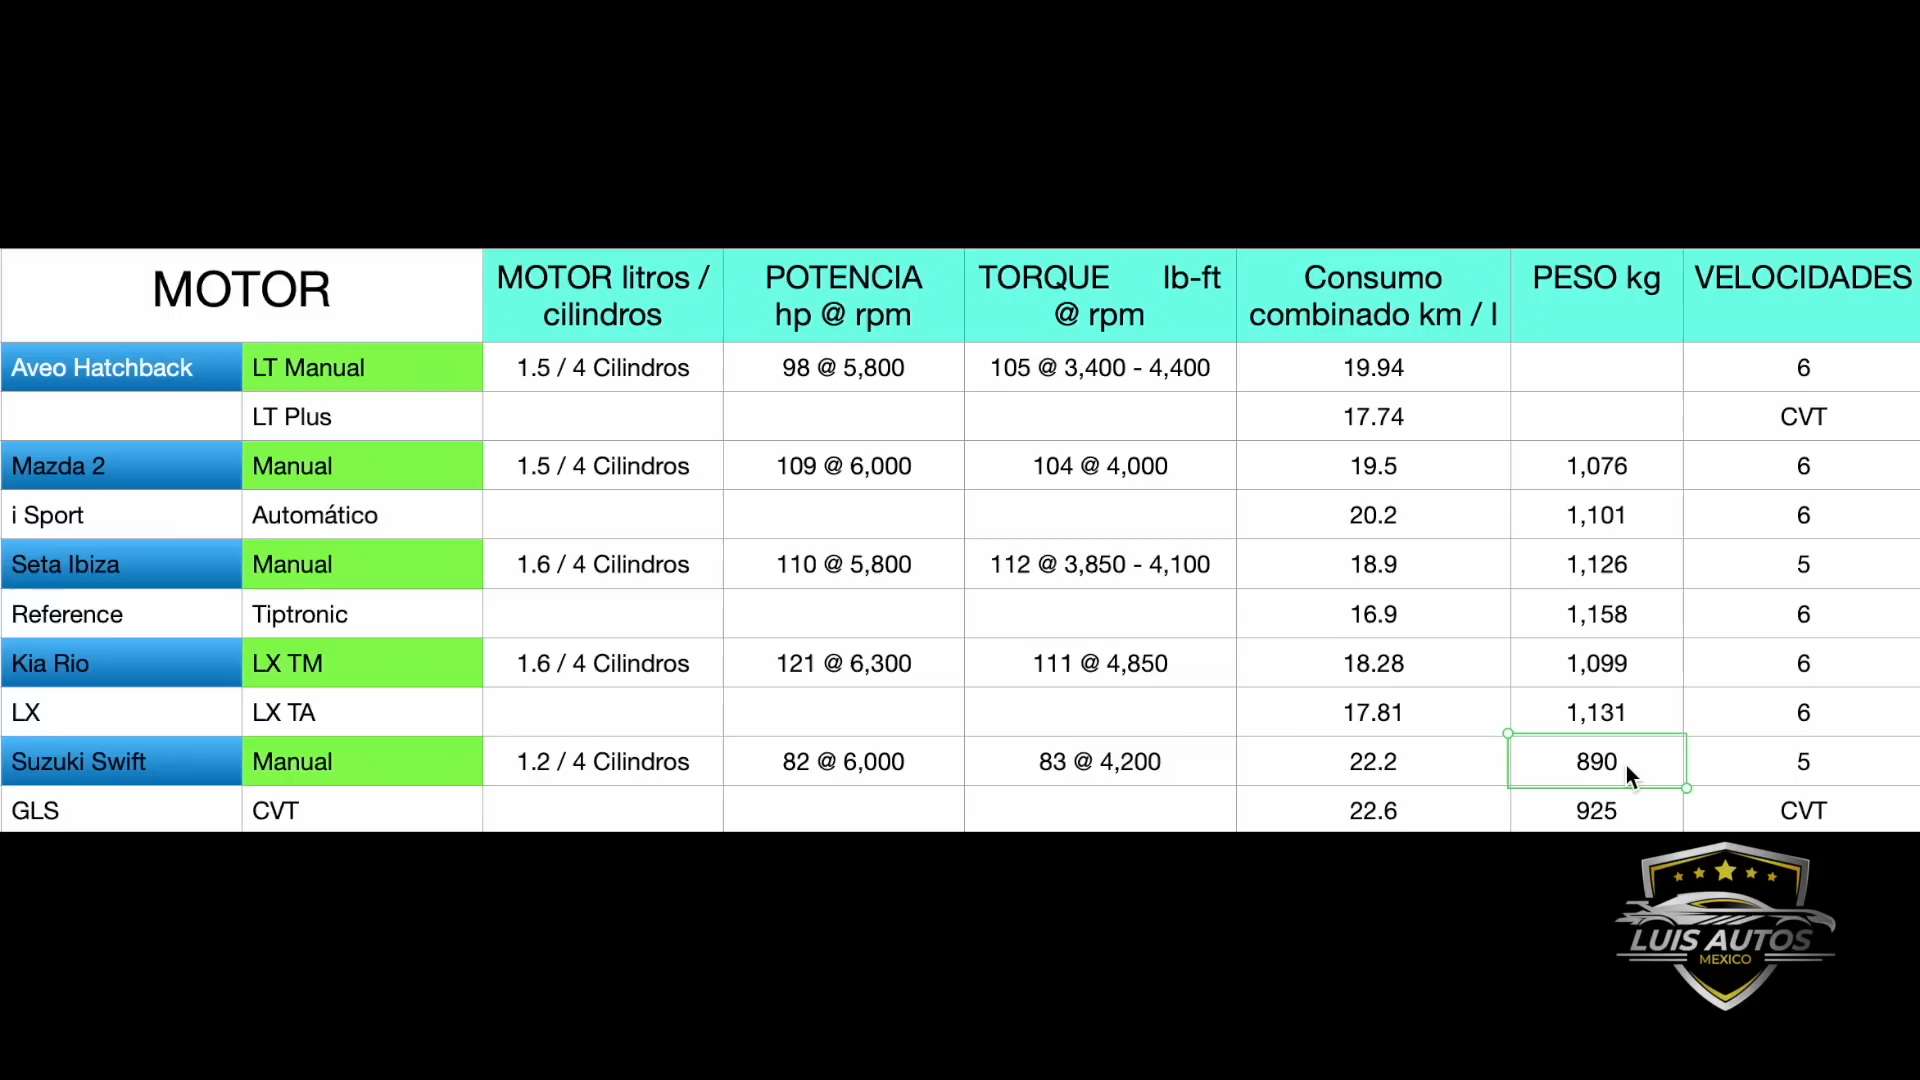 MOTOR MOTOR litros / POTENCIA TORQUE lb-ft Consumo PESO kg VELOCIDADES
cilindros hp @ rpm @ rpm combinado km / l
Aveo Hatchback LT Manual 1.5 / 4 Cilindros 98 @ 5,800 105 @ 3,400 - 4,400 19.94 6
LT Plus 17.74 CVT
Mazda 2 Manual 1.5 / 4 Cilindros 109 @ 6,000 104 @ 4,000 19.5 1,076 6
i Sport Automático 20.2 1,101 6
Seta Ibiza Manual 1.6 / 4 Cilindros 110 @ 5,800 112 @ 3,850 - 4,100 18.9 1,126 5
Reference Tiptronic 16.9 1,158 6
Kia Rio LX TM 1.6 / 4 Cilindros 121 @ 6,300 111 @ 4,850 18.28 1,099 6
LX LX TA 17.81 1,131 6
Suzuki Swift Manual 1.2 / 4 Cilindros 82 @ 6,000 83 @ 4,200 22.2 890 5
GLS CVT 22.6 925 CVT
LUIS AUTOS
MEXICO